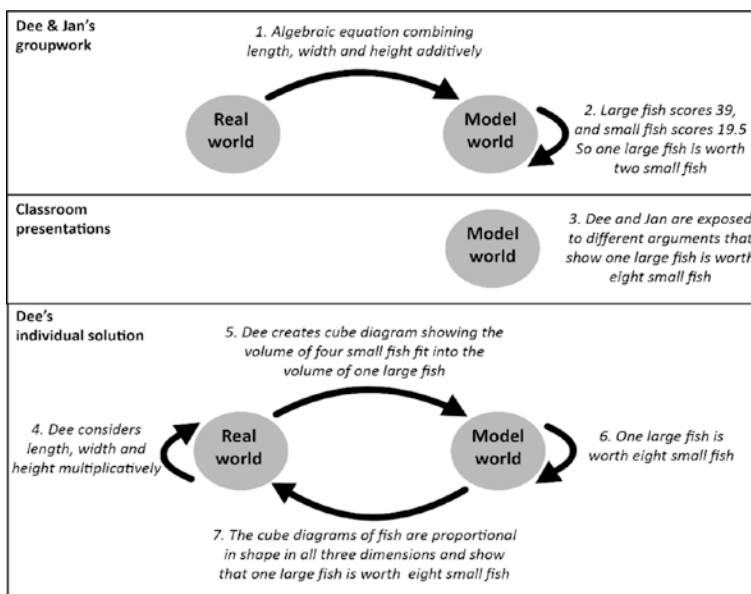 Dee & Jan's
groupwork
1. Algebraic equation combining
length, width and height additively
Real
world
Model
world
2. Large fish scores 39,
and small fish scores 19.5
So one large fish is worth
two small fish
Classroom
presentations
Model
world
3. Dee and Jan are exposed
to different arguments that
show one large fish is worth
eight small fish
Dee's
individual solution
5. Dee creates cube diagram showing the
volume of four small fish fit into the
volume of one large fish
4. Dee considers
length, width and
height multiplicatively
Real
world
Model
world
6. One large fish is
worth eight small fish
7. The cube diagrams of fish are proportional
in shape in all three dimensions and show
that one large fish is worth eight small fish